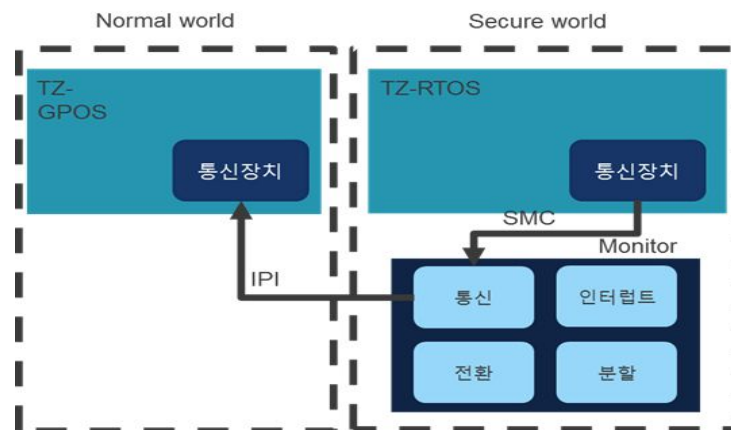 Normal world
Secure world
TZ-
GPOS
TZ-RTOS
통신장치
통신장치
SMC
Monitor
IPI
통신
인터럽트
전환
분할